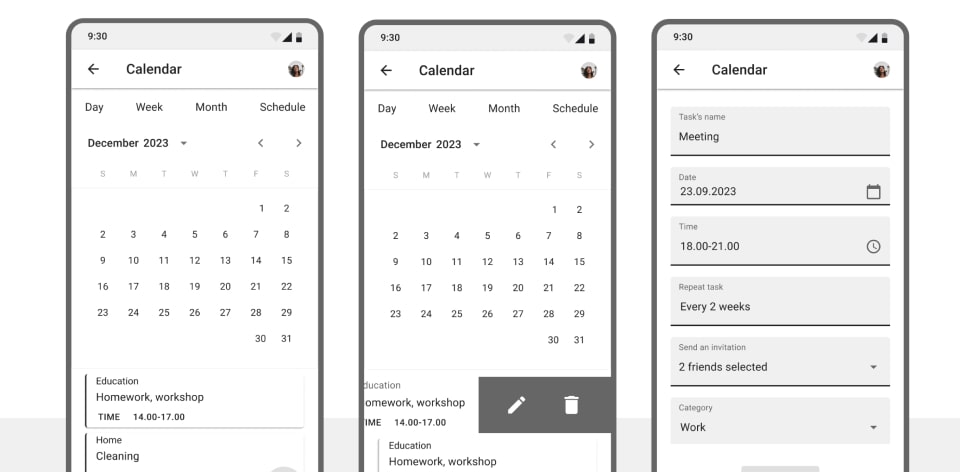 9:30
Calendar
Day Week Month Schedule
December 2023
S M T W T F S
1 2
2 3 4 5 6 7 8
9 10 11 12 13 14 15
16 17 18 19 20 21 22
23 24 25 26 27 28 29
30 31
Education
Homework, workshop
TIME 14.00-17.00
Home
Cleaning
9:30
Calendar
Day Week Month Schedule
December 2023
S M T W T F S
1 2
2 3 4 5 6 7 8
9 10 11 12 13 14 15
16 17 18 19 20 21 22
23 24 25 26 27 28 29
30 31
ducation
omework, workshop
IME 14.00-17.00
Education
Homework, workshop
9:30
Calendar
Task's name
Meeting
Date
23.09.2023
Time
18.00-21.00
Repeat task
Every 2 weeks
Send an invitation
2 friends selected
Category
Work